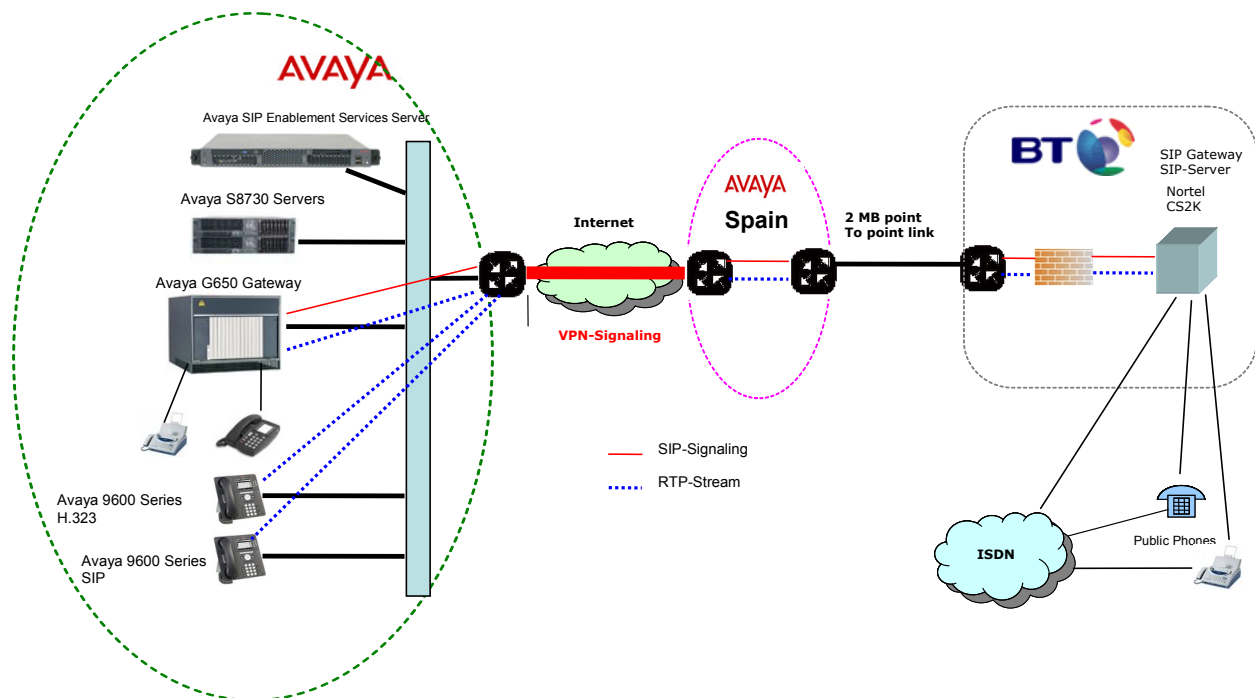 AVAYA
Avaya SIP Enablement Services Server
Avaya S8730 Servers
Avaya G650 Gateway
Avaya 9600 Series
H.323
Avaya 9600 Series
SIP
Internet
VPN-Signaling
AVAYA
Spain
2 MB point
To point link
BT
SIP Gateway
SIP-Server
Nortel
CS2K
SIP-Signaling
RTP-Stream
Public Phones
ISDN